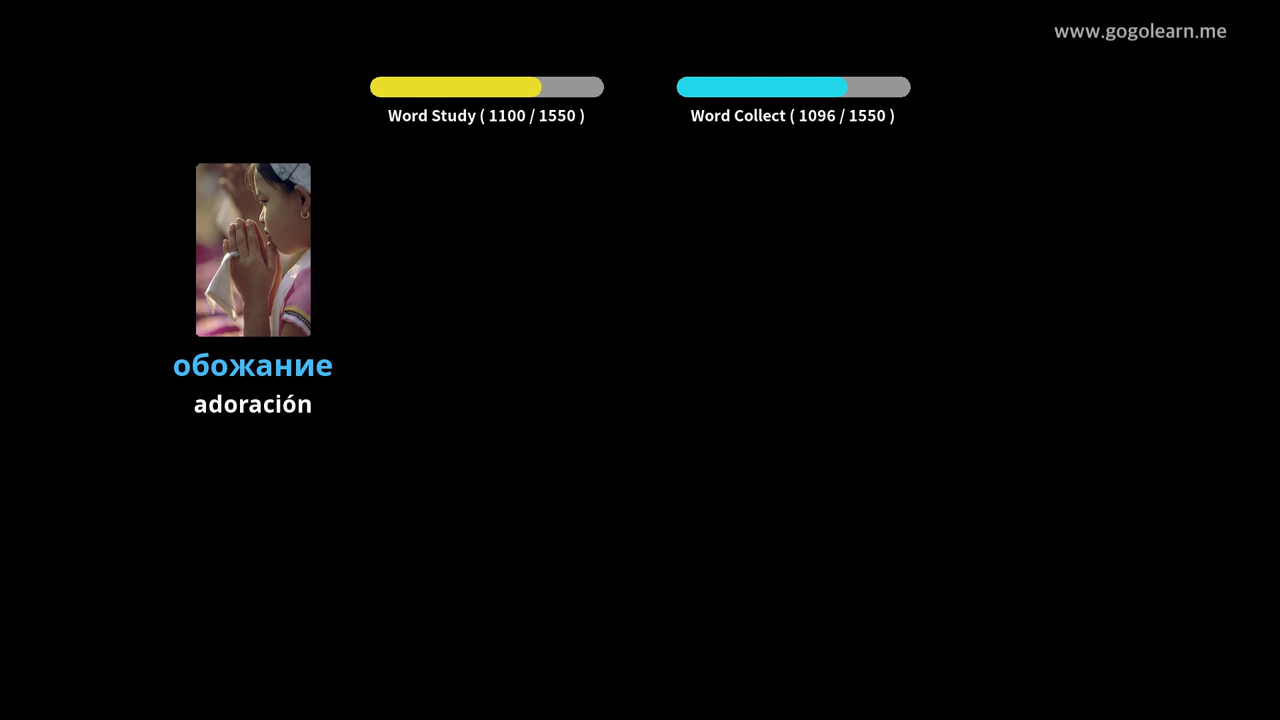 www.gogolearn.me
Word Study ( 1100 / 1550 )
Word Collect ( 1096 / 1550 )
обожание
adoración